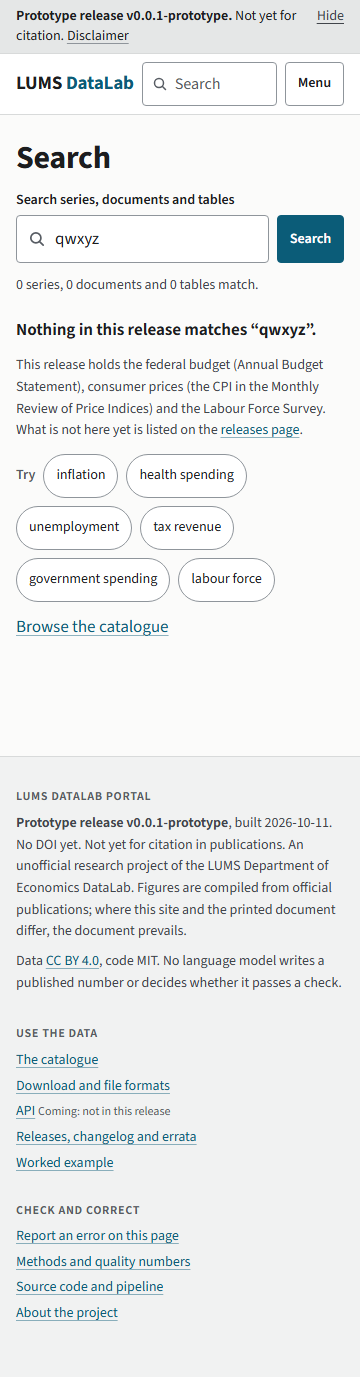 Prototype release v0.0.1-prototype. Not yet for citation. Disclaimer
Hide
LUMS DataLab
Search
Menu
Search
Search series, documents and tables
qwxyz
Search
0 series, 0 documents and 0 tables match.
Nothing in this release matches “qwxyz”.
This release holds the federal budget (Annual Budget
Statement), consumer prices (the CPI in the Monthly
Review of Price Indices) and the Labour Force Survey.
What is not here yet is listed on the releases page.
Try
inflation
health spending
unemployment
tax revenue
government spending
labour force
Browse the catalogue
LUMS DATALAB PORTAL
Prototype release v0.0.1-prototype, built 2026-10-11.
No DOI yet. Not yet for citation in publications. An
unofficial research project of the LUMS Department of
Economics DataLab. Figures are compiled from official
publications; where this site and the printed document
differ, the document prevails.
Data CC BY 4.0, code MIT. No language model writes a
published number or decides whether it passes a check.
USE THE DATA
The catalogue
Download and file formats
API Coming: not in this release
Releases, changelog and errata
Worked example
CHECK AND CORRECT
Report an error on this page
Methods and quality numbers
Source code and pipeline
About the project